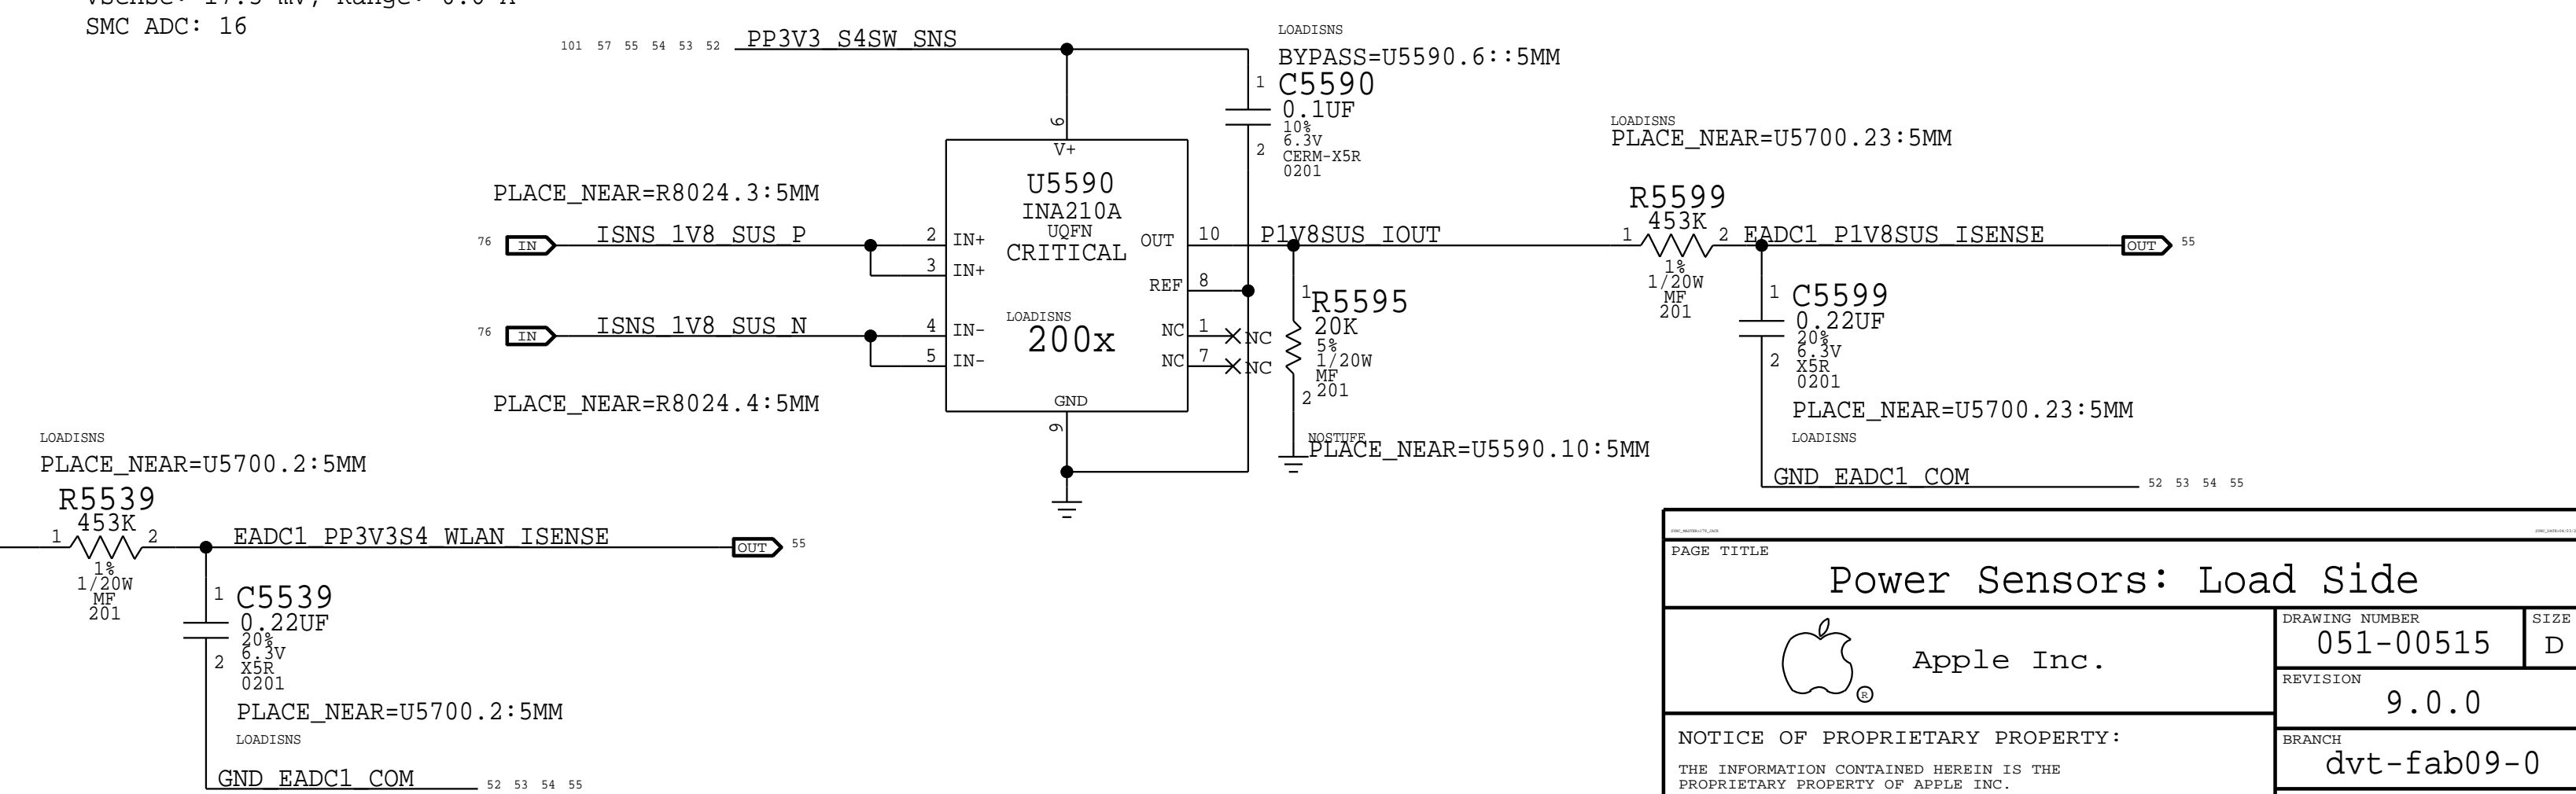 SMC ADC: 16
101 57 55 54 53 52 PP3V3_S4SW_SNS
LOADISNS
BYPASS=U5590.6::5MM
1 C5590
0.1UF
10%
6.3V
2 CERM-X5R
0201
6
V+
U5590
INA210A
UQFN
CRITICAL
LOADISNS
200x
PLACE_NEAR=R8024.3:5MM
76 IN ISNS_1V8_SUS_P 2 IN+
3 IN+
76 IN ISNS_1V8_SUS_N 4 IN-
5 IN-
PLACE_NEAR=R8024.4:5MM
OUT 10 P1V8SUS_IOUT
REF 8
NC 1 NC
NC 7 NC
GND
9
1 R5595
20K
5%
1/20W
MF
2 201
NOSTUFF
PLACE_NEAR=U5590.10:5MM
LOADISNS
PLACE_NEAR=U5700.23:5MM
R5599
453K
1 2 EADC1_P1V8SUS_ISENSE OUT 55
1%
1/20W
MF
201
1 C5599
0.22UF
20%
6.3V
2 X5R
0201
PLACE_NEAR=U5700.23:5MM
LOADISNS
GND_EADC1_COM 52 53 54 55
LOADISNS
PLACE_NEAR=U5700.2:5MM
R5539
453K
1 2 EADC1_PP3V3S4_WLAN_ISENSE OUT 55
1%
1/20W
MF
201
1 C5539
0.22UF
20%
6.3V
2 X5R
0201
PLACE_NEAR=U5700.2:5MM
LOADISNS
GND_EADC1_COM 52 53 54 55
PAGE TITLE
Power Sensors: Load Side
Apple Inc.
®
DRAWING NUMBER
051-00515
SIZE
D
REVISION
9.0.0
BRANCH
dvt-fab09-0
NOTICE OF PROPRIETARY PROPERTY:
THE INFORMATION CONTAINED HEREIN IS THE
PROPRIETARY PROPERTY OF APPLE INC.